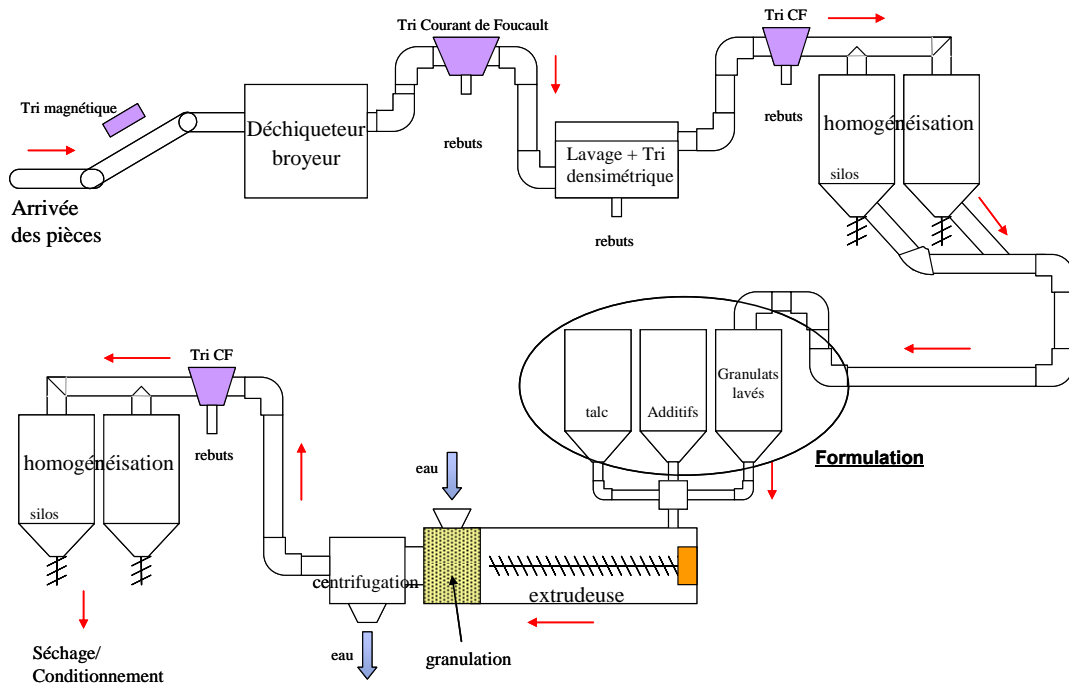 Tri Courant de Foucault
Tri CF
Tri magnétique
Déchiqueteur
broyeur
rebuts
rebuts
homogénéisation
Lavage + Tri
densimétrique
silos
Arrivée
des pièces
rebuts
Tri CF
talc
Additifs
Granulats
lavés
homogénéisation
rebuts
Formulation
eau
silos
centrifugation
extrudeuse
Séchage/
Conditionnement
eau
granulation